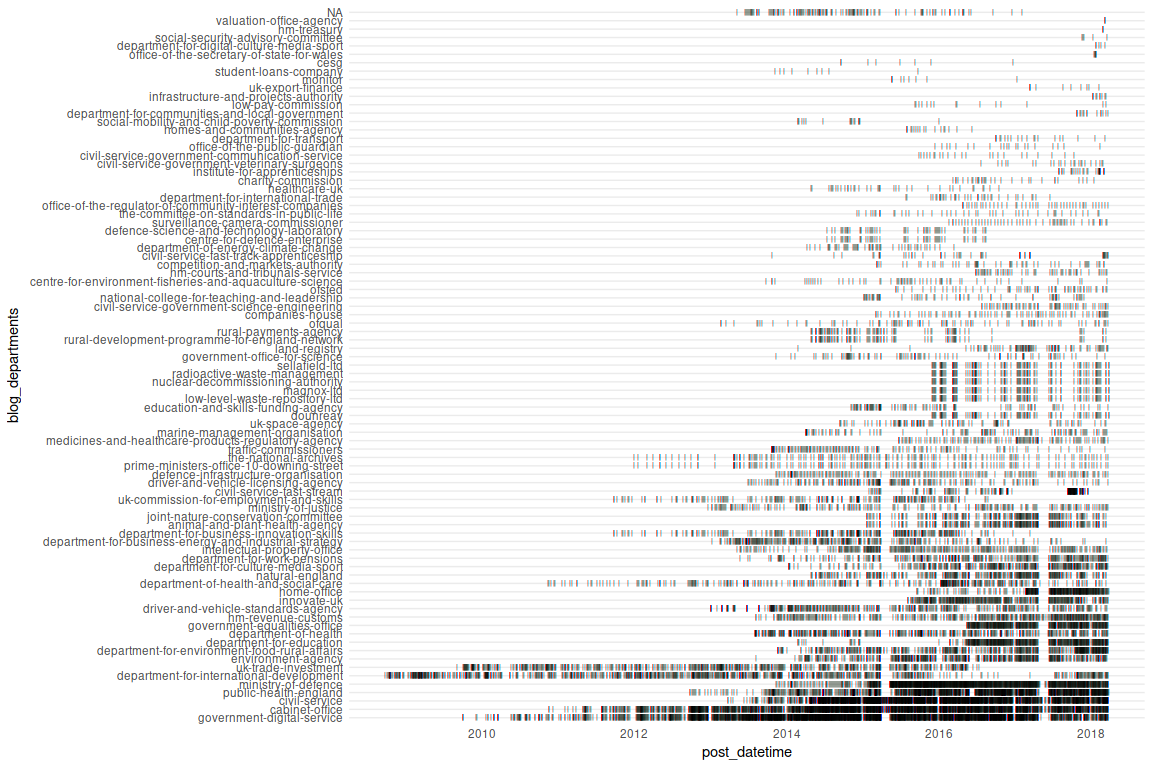 NA
valuation-office-agency
hm-treasury
social-security-advisory-committee
department-for-digital-culture-media-sport
office-of-the-secretary-of-state-for-wales
cesg
student-loans-company
monitor
uk-export-finance
infrastructure-and-projects-authority
low-pay-commission
department-for-communities-and-local-government
social-mobility-and-child-poverty-commission
homes-and-communities-agency
department-for-transport
office-of-the-public-guardian
civil-service-government-communication-service
civil-service-government-veterinary-surgeons
institute-for-apprenticeships
charity-commission
healthcare-uk
department-for-international-trade
office-of-the-regulator-of-community-interest-companies
the-committee-on-standards-in-public-life
surveillance-camera-commissioner
defence-science-and-technology-laboratory
centre-for-defence-enterprise
department-of-energy-climate-change
civil-service-fast-track-apprenticeship
competition-and-markets-authority
hm-courts-and-tribunals-service
centre-for-environment-fisheries-and-aquaculture-science
ofsted
national-college-for-teaching-and-leadership
civil-service-government-science-engineering
companies-house
ofqual
rural-payments-agency
rural-development-programme-for-england-network
land-registry
government-office-for-science
sellafield-ltd
radioactive-waste-management
nuclear-decommissioning-authority
magnox-ltd
low-level-waste-repository-ltd
education-and-skills-funding-agency
dounreay
uk-space-agency
marine-management-organisation
medicines-and-healthcare-products-regulatory-agency
traffic-commissioners
the-national-archives
prime-ministers-office-10-downing-street
defence-infrastructure-organisation
driver-and-vehicle-licensing-agency
civil-service-fast-stream
uk-commission-for-employment-and-skills
ministry-of-justice
joint-nature-conservation-committee
animal-and-plant-health-agency
department-for-business-innovation-skills
department-for-business-energy-and-industrial-strategy
intellectual-property-office
department-for-work-pensions
department-for-culture-media-sport
natural-england
department-of-health-and-social-care
home-office
innovate-uk
driver-and-vehicle-standards-agency
hm-revenue-customs
government-equalities-office
department-of-health
department-for-education
department-for-environment-food-rural-affairs
environment-agency
uk-trade-investment
department-for-international-development
ministry-of-defence
public-health-england
civil-service
cabinet-office
government-digital-service
blog_departments
2010 2012 2014 2016 2018
post_datetime